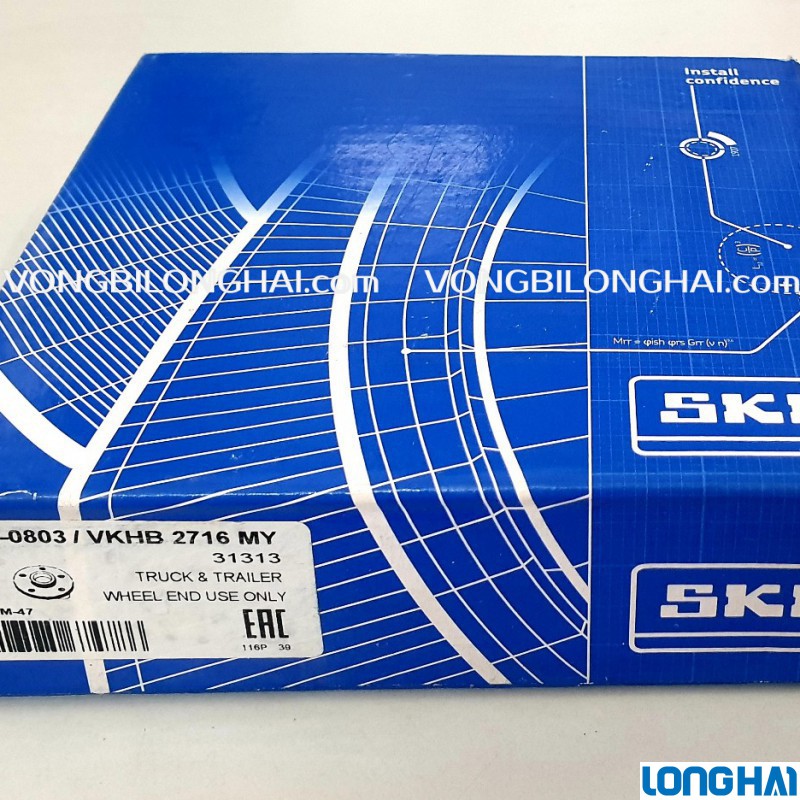 Install
confidence
1907
VONGBILONGHAI.com VONGBILONGHAI.com
SKF
-0803 / VKHB 2716 MY
31313
TRUCK & TRAILER
WHEEL END USE ONLY
M-47
EAC
116P 39
SKF
LONGHAI